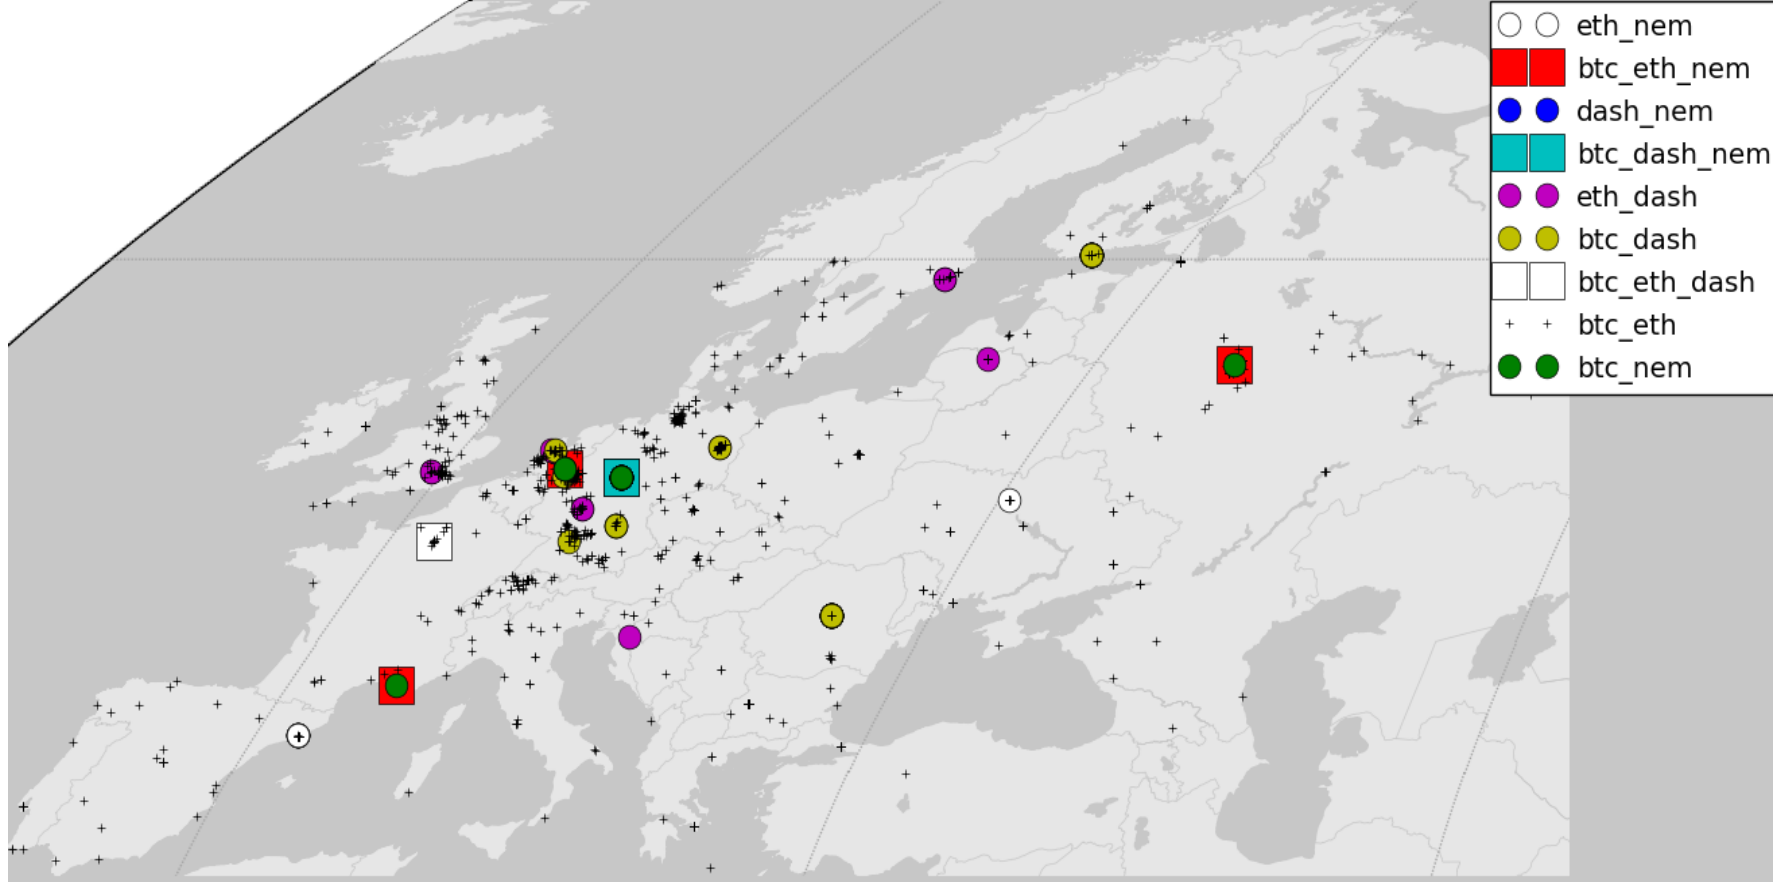 eth_nem
btc_eth_nem
dash_nem
btc_dash_nem
eth_dash
btc_dash
btc_eth_dash
btc_eth
btc_nem